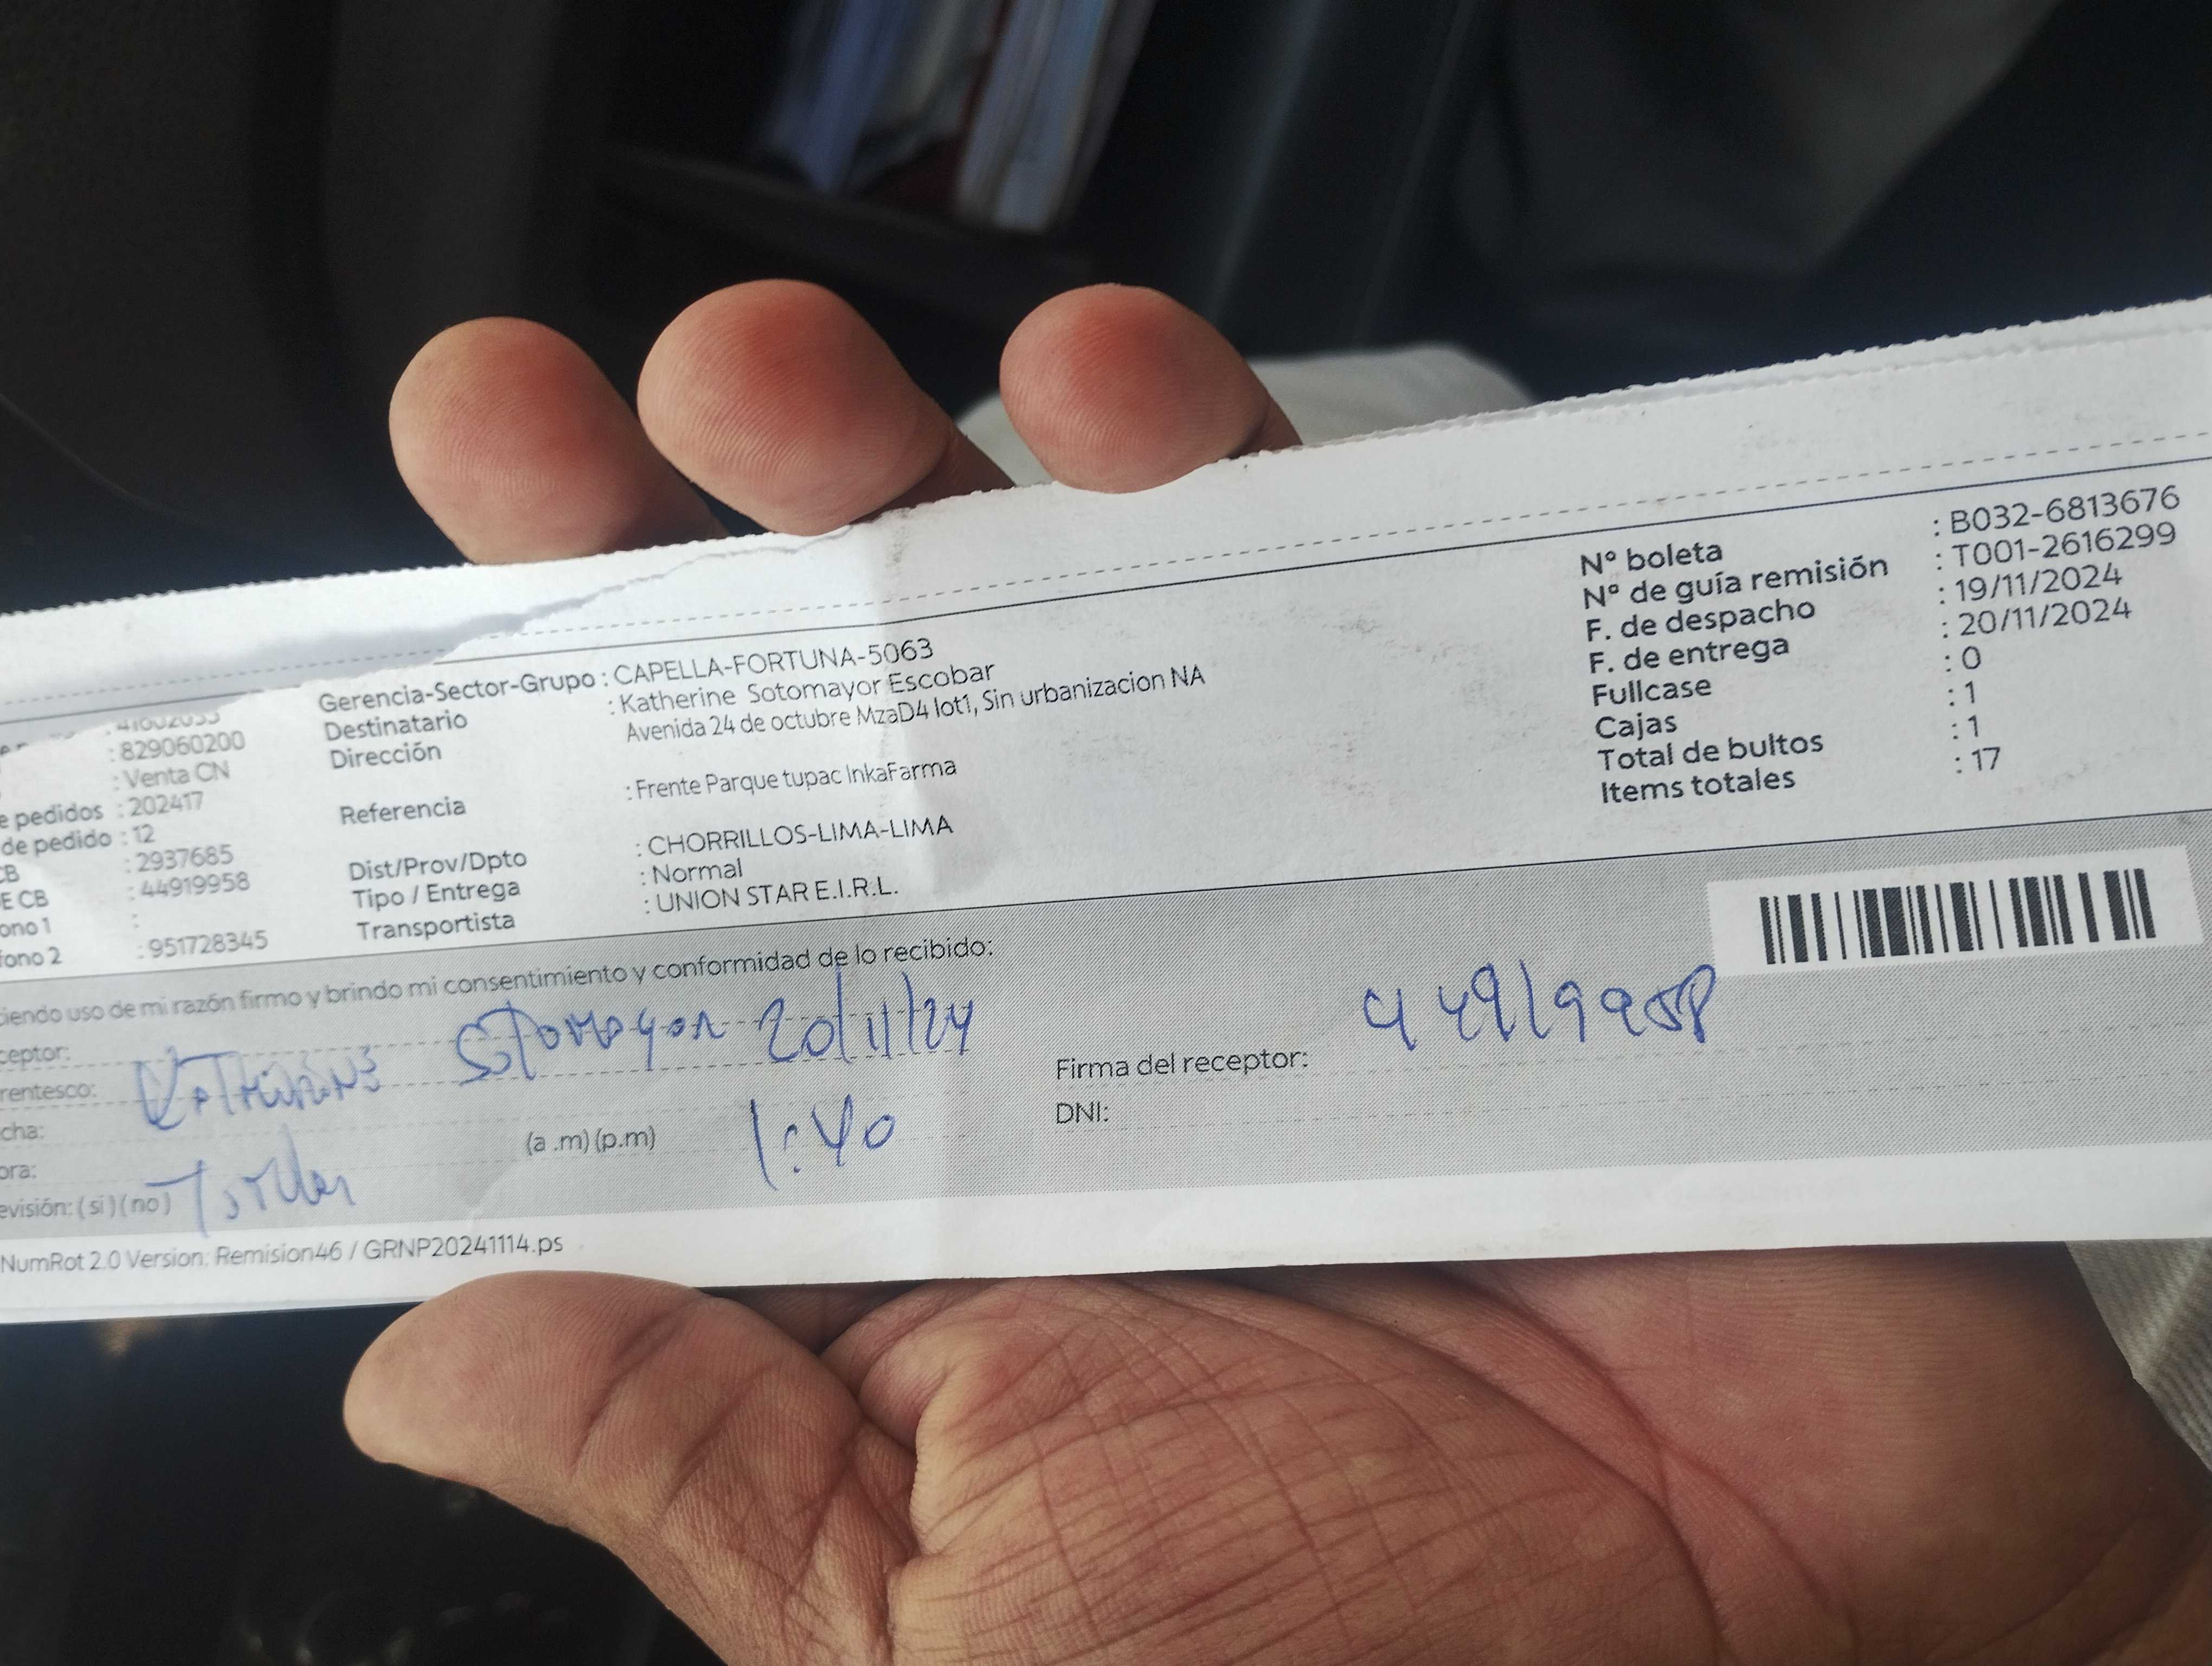 Gerencia-Sector-Grupo : CAPELLA-FORTUNA-5063
Destinatario : Katherine Sotomayor Escobar
Dirección Avenida 24 de octubre MzaD4 lot1, Sin urbanizacion NA
Referencia : Frente Parque tupac InkaFarma
Dist/Prov/Dpto : CHORRILLOS-LIMA-LIMA
Tipo / Entrega : Normal
Transportista : UNION STAR E.I.R.L.
: 829060200
: Venta CN
e pedidos : 202417
de pedido : 12
CB : 2937685
E CB : 44919958
ono 1 :
fono 2 : 951728345
Nº boleta : B032-6813676
Nº de guía remisión : T001-2616299
F. de despacho : 19/11/2024
F. de entrega : 20/11/2024
Fullcase : 0
Cajas : 1
Total de bultos : 1
Items totales : 17
ciendo uso de mi razón firmo y brindo mi consentimiento y conformidad de lo recibido:
ceptor: Sotomayor 20/11/24
rentesco:
cha:
ora: (a .m) (p.m) 1:40
evisión: ( si ) ( no )
Firma del receptor: 44919958
DNI:
NumRot 2.0 Version: Remision46 / GRNP20241114.ps